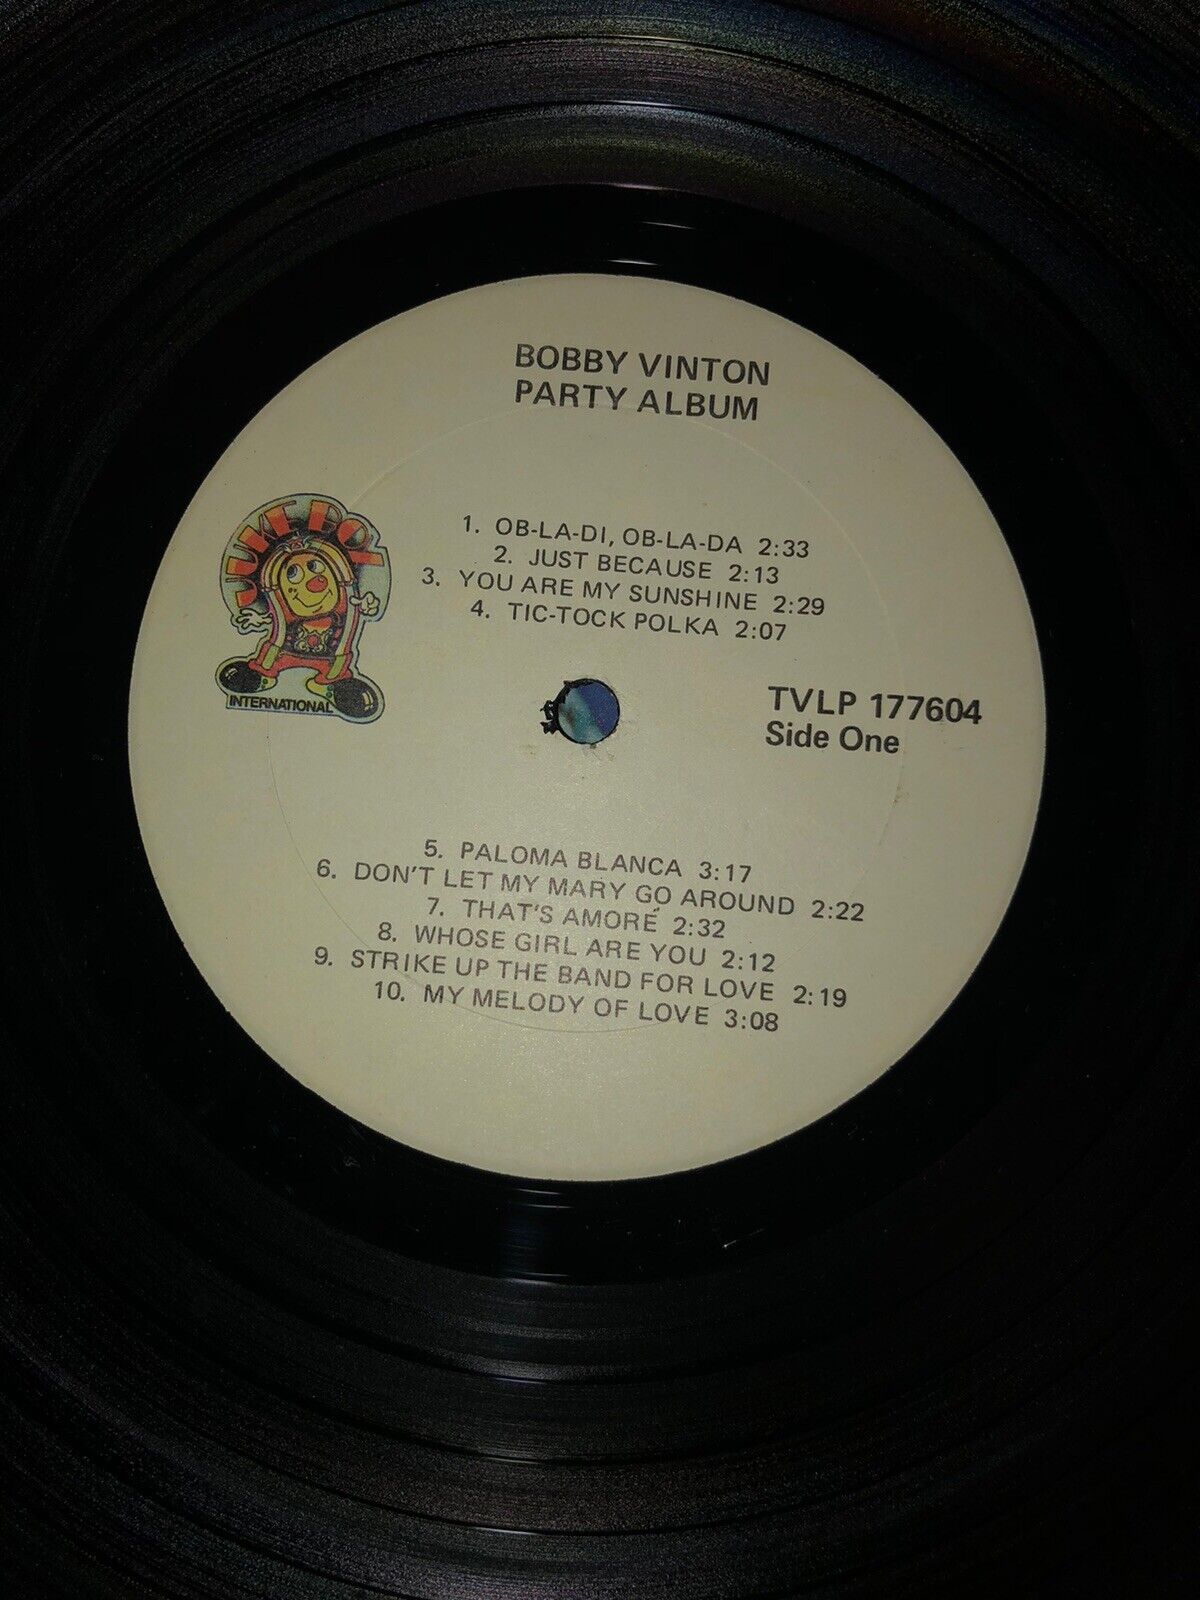 BOBBY VINTON
PARTY ALBUM
JUKE BOX
INTERNATIONAL
1. OB-LA-DI, OB-LA-DA 2:33
2. JUST BECAUSE 2:13
3. YOU ARE MY SUNSHINE 2:29
4. TIC-TOCK POLKA 2:07
TVLP 177604
Side One
5. PALOMA BLANCA 3:17
6. DON'T LET MY MARY GO AROUND 2:22
7. THAT'S AMORÉ 2:32
8. WHOSE GIRL ARE YOU 2:12
9. STRIKE UP THE BAND FOR LOVE 2:19
10. MY MELODY OF LOVE 3:08